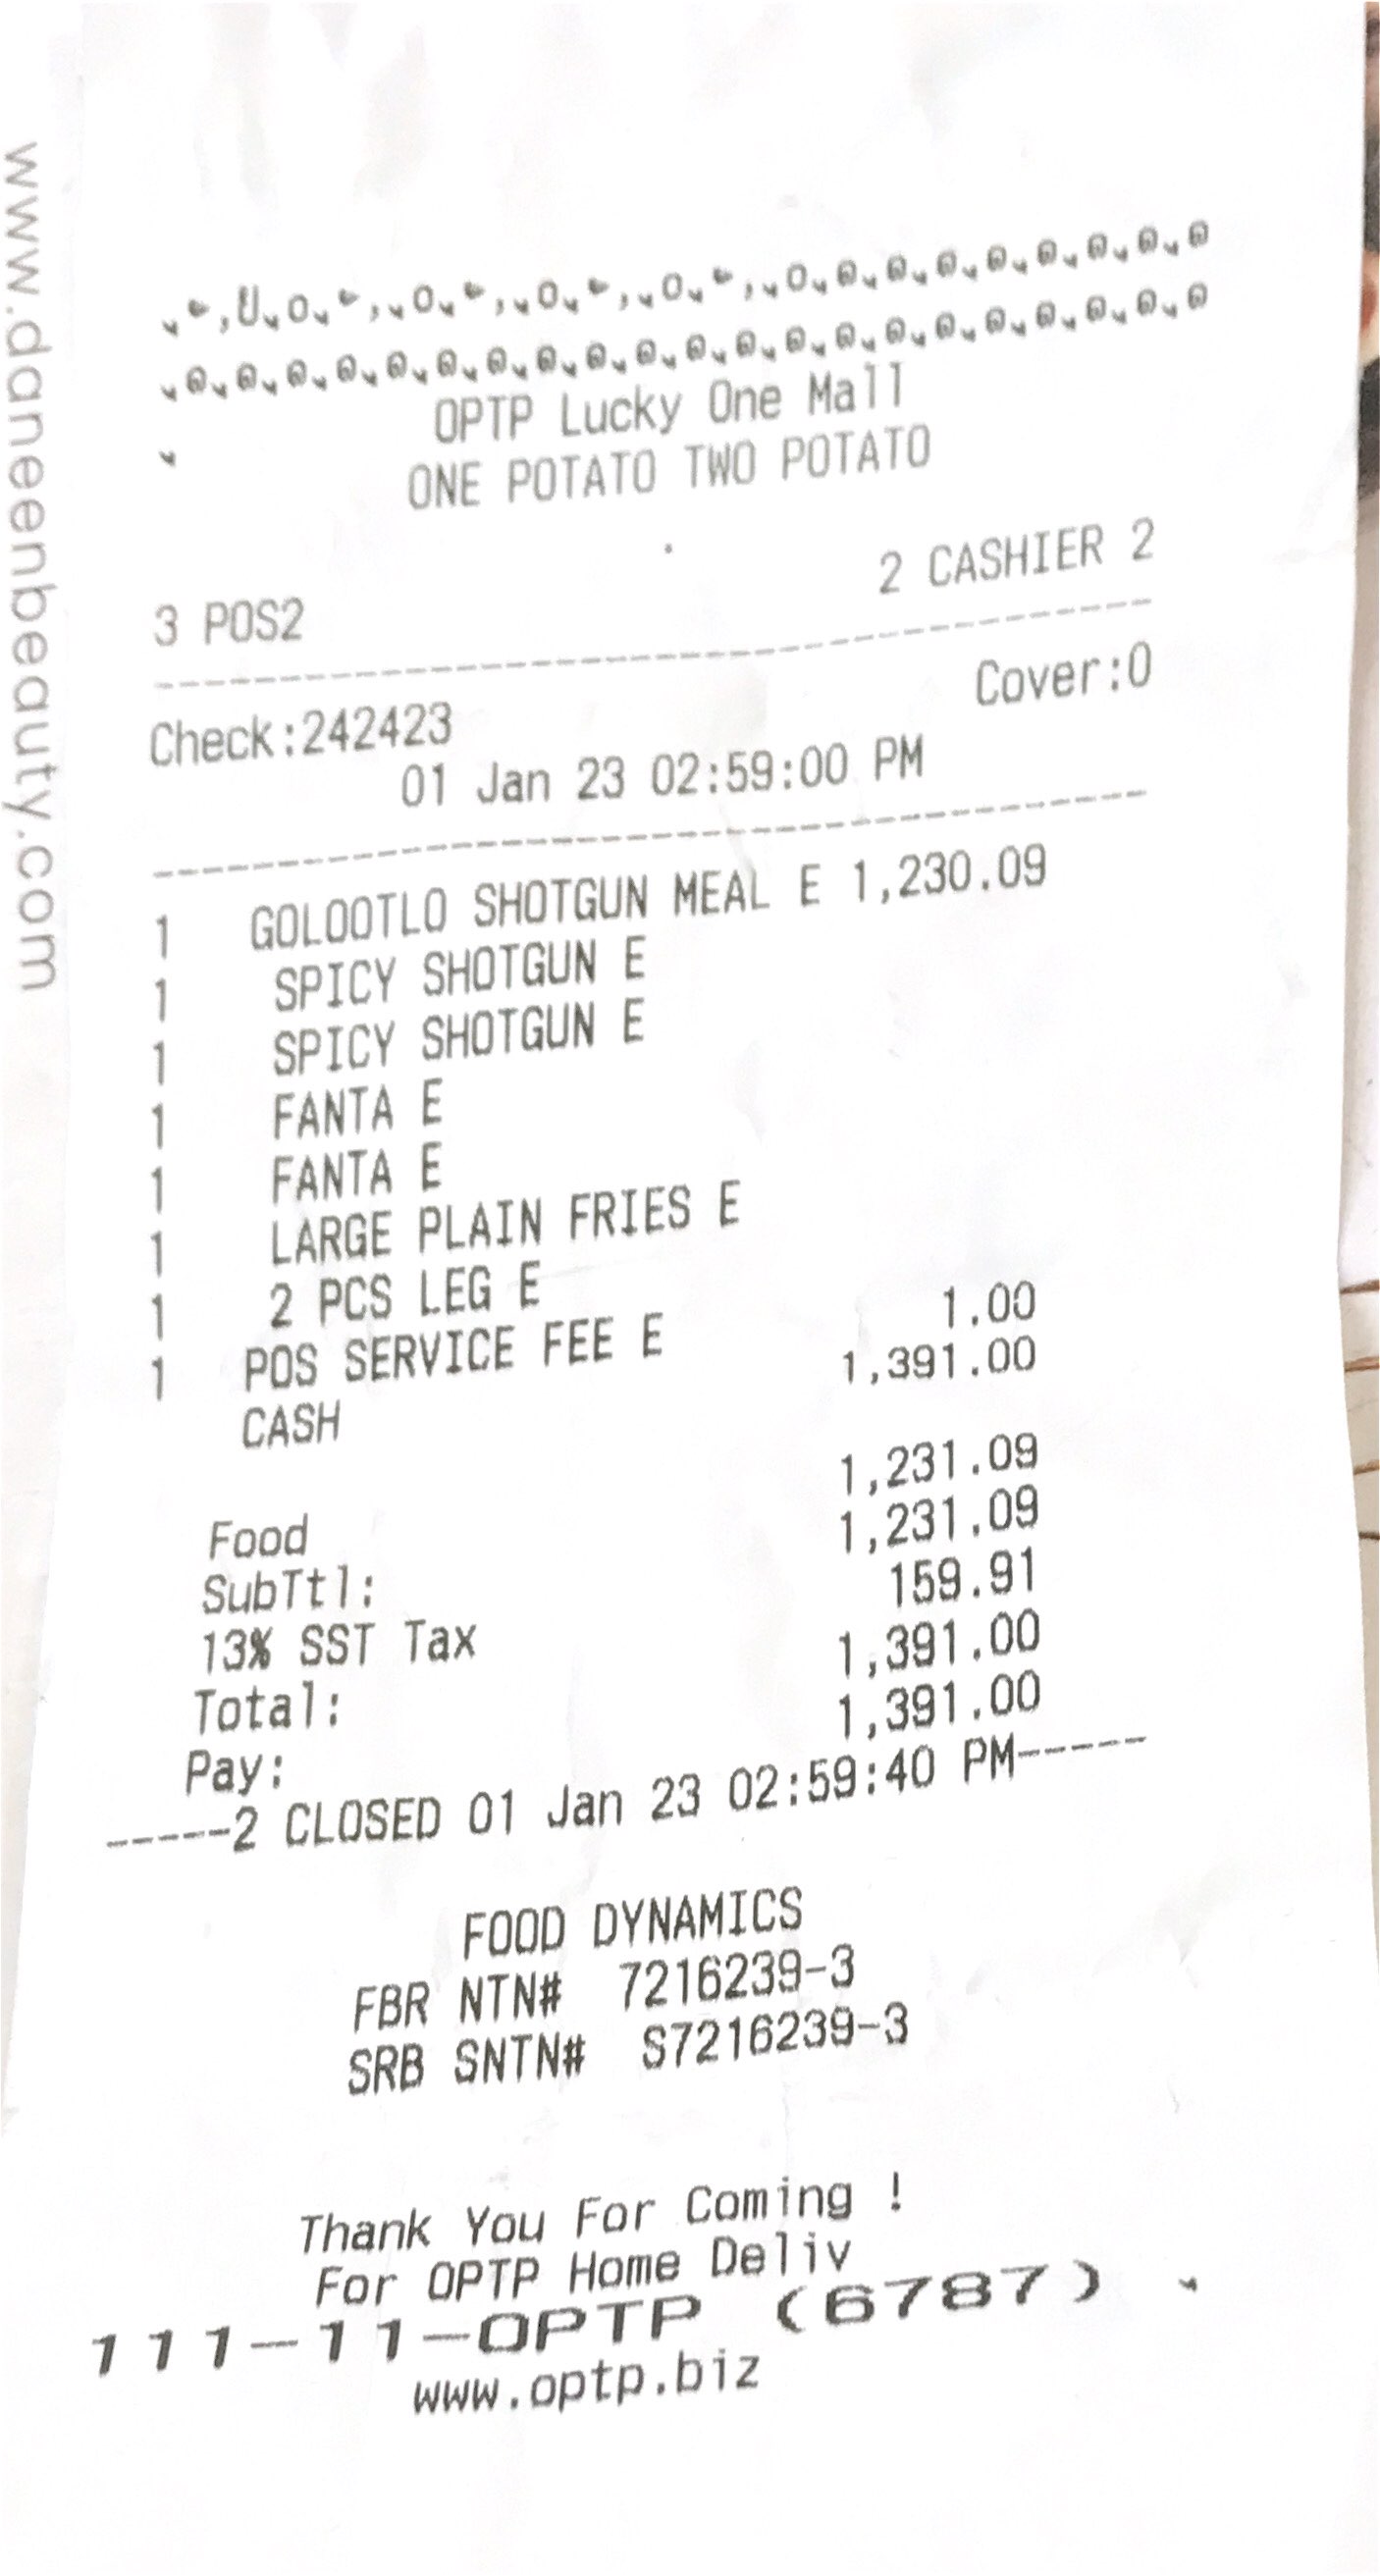 www.daneenbeauty.com
OPTP Lucky One Mall
ONE POTATO TWO POTATO
3 POS2 2 CASHIER 2
Check:242423 Cover:0
01 Jan 23 02:59:00 PM
1 GOLOOTLO SHOTGUN MEAL E 1,230.09
1 SPICY SHOTGUN E
1 SPICY SHOTGUN E
1 FANTA E
1 FANTA E
1 LARGE PLAIN FRIES E
1 2 PCS LEG E
1 POS SERVICE FEE E 1.00
CASH 1,391.00
Food 1,231.09
SubTtl: 1,231.09
13% SST Tax 159.91
Total: 1,391.00
Pay: 1,391.00
-----2 CLOSED 01 Jan 23 02:59:40 PM-----
FOOD DYNAMICS
FBR NTN# 7216239-3
SRB SNTN# S7216239-3
Thank You For Coming !
For OPTP Home Deliv
111-11-OPTP (6787)
www.optp.biz